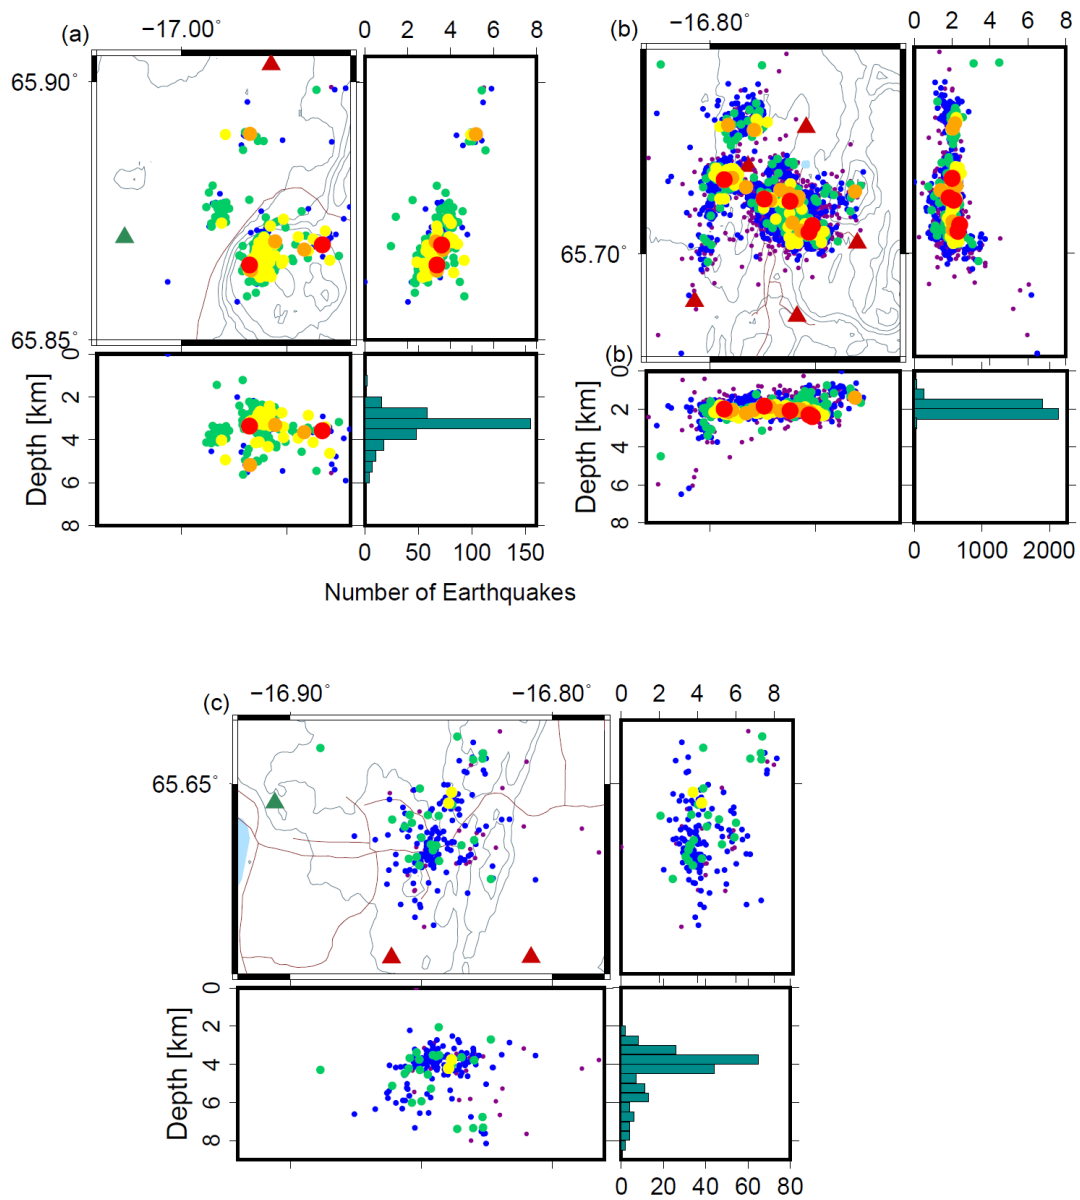 (a)
−17.00°
0 2 4 6 8
65.90°
65.85°
0
2
4
6
8
Depth [km]
0 50 100 150
(b)
−16.80°
0 2 4 6 8
65.70°
(b)
0
2
4
6
8
Depth [km]
0 1000 2000
Number of Earthquakes
(c)
−16.90° −16.80°
0 2 4 6 8
65.65°
0
2
4
6
8
Depth [km]
0 20 40 60 80